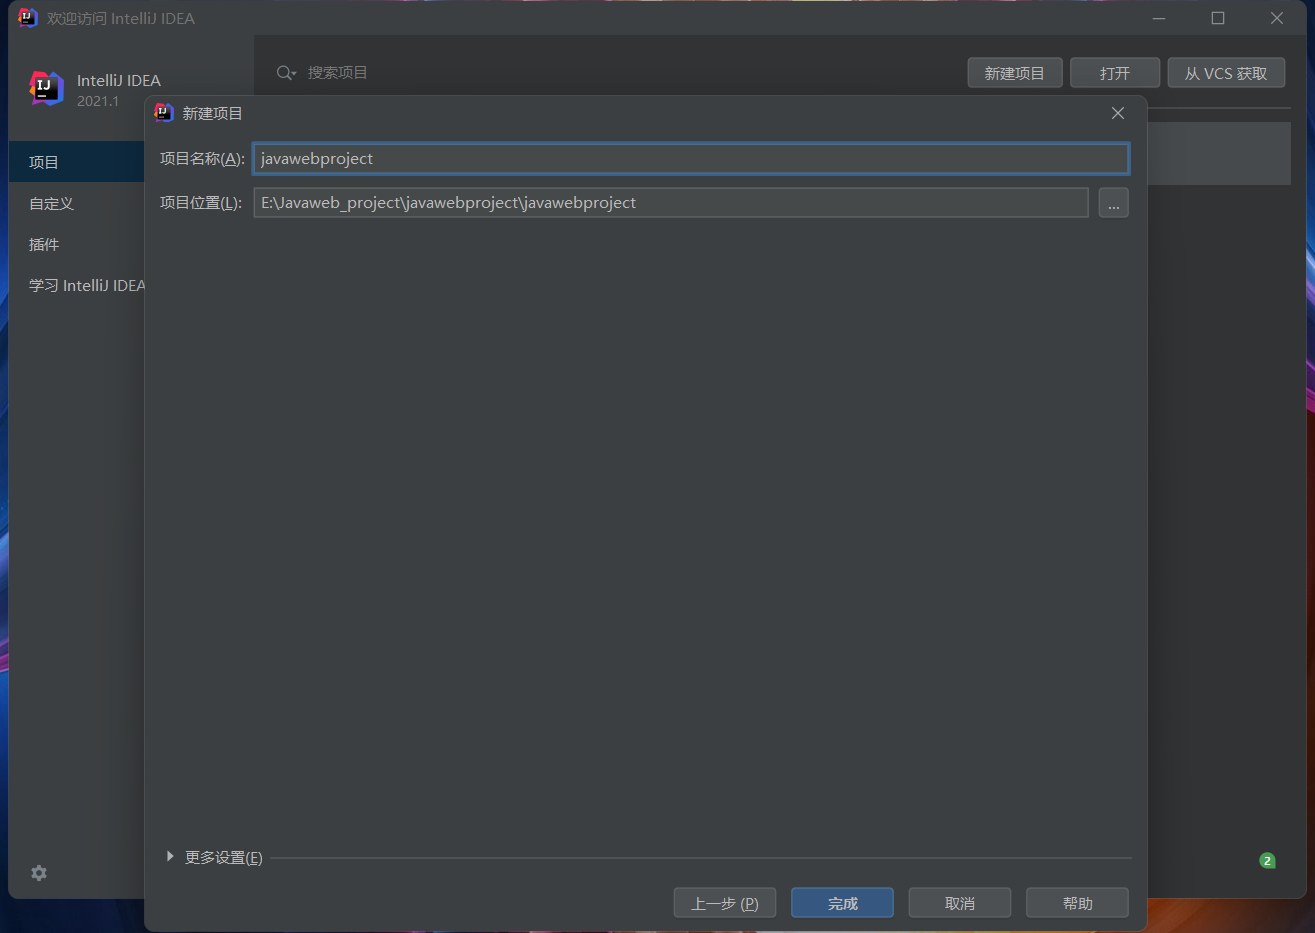 欢迎访问 IntelliJ IDEA
IntelliJ IDEA
2021.1
搜索项目
新建项目
打开
从 VCS 获取
项目
自定义
插件
学习 IntelliJ IDEA
新建项目
项目名称(A):
javawebproject
项目位置(L):
E:\Javaweb_project\javawebproject\javawebproject
...
更多设置(E)
上一步 (P)
完成
取消
帮助
2